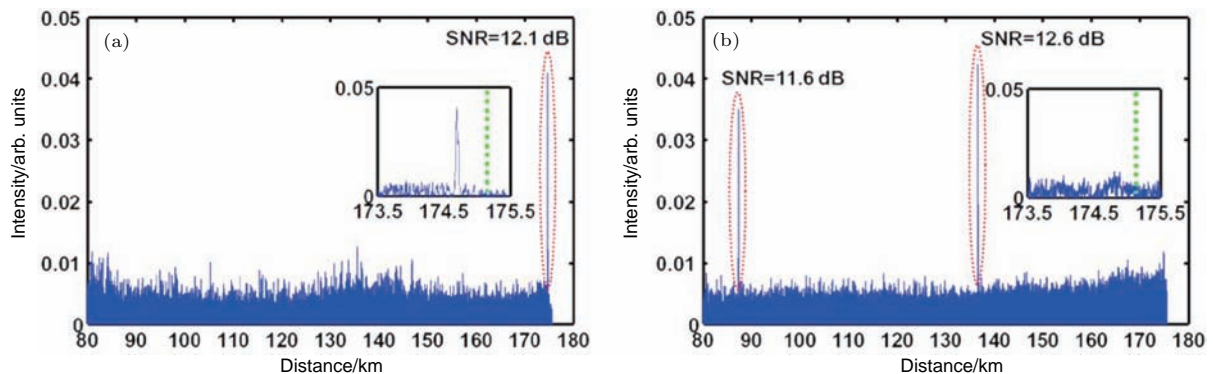 (a)
SNR=12.1 dB
Intensity/arb. units
0.05
0.04
0.03
0.02
0.01
0
0.05
0
173.5 174.5 175.5
80 90 100 110 120 130 140 150 160 170 180
Distance/km
(b)
SNR=12.6 dB
SNR=11.6 dB
Intensity/arb. units
0.05
0.04
0.03
0.02
0.01
0
0.05
0
173.5 174.5 175.5
80 90 100 110 120 130 140 150 160 170 180
Distance/km